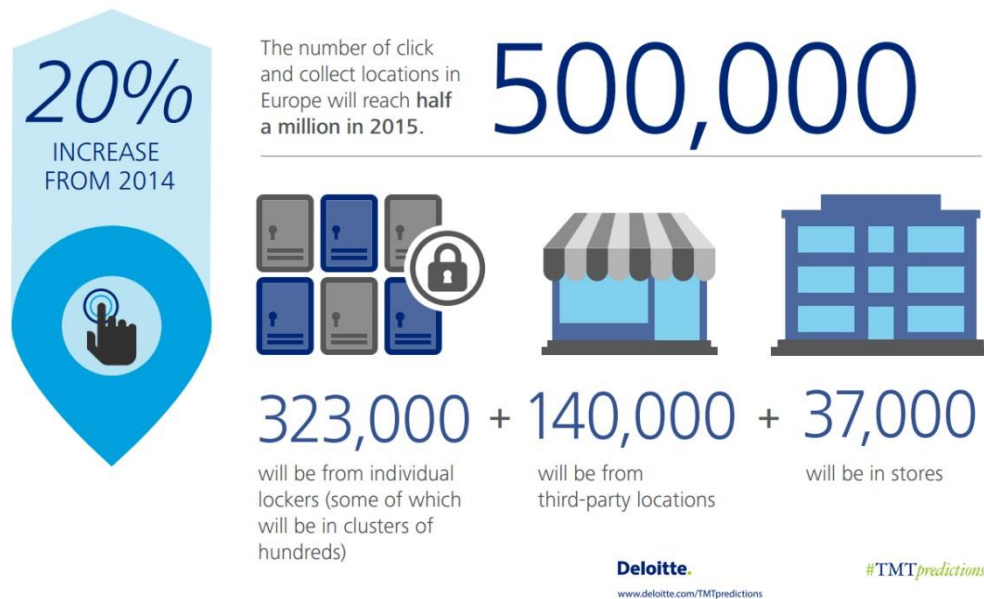 20%
INCREASE
FROM 2014
The number of click
and collect locations in
Europe will reach half
a million in 2015.
500,000
323,000 + 140,000 + 37,000
will be from individual
lockers (some of which
will be in clusters of
hundreds)
will be from
third-party locations
will be in stores
Deloitte.
www.deloitte.com/TMTpredictions
#TMTpredictions